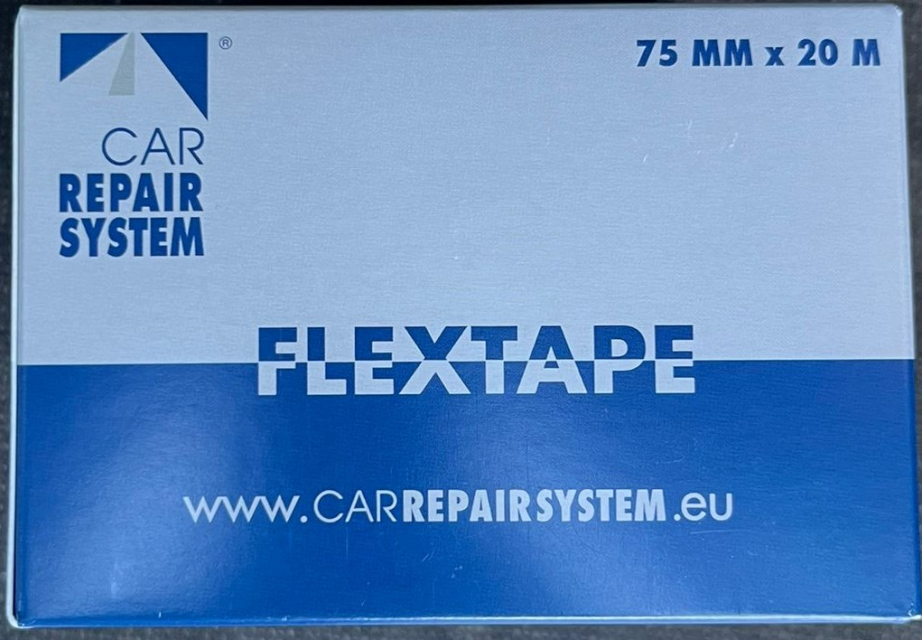 ®
75 MM x 20 M
CAR
REPAIR
SYSTEM
FLEXTAPE
www.CARREPAIRSYSTEM.eu